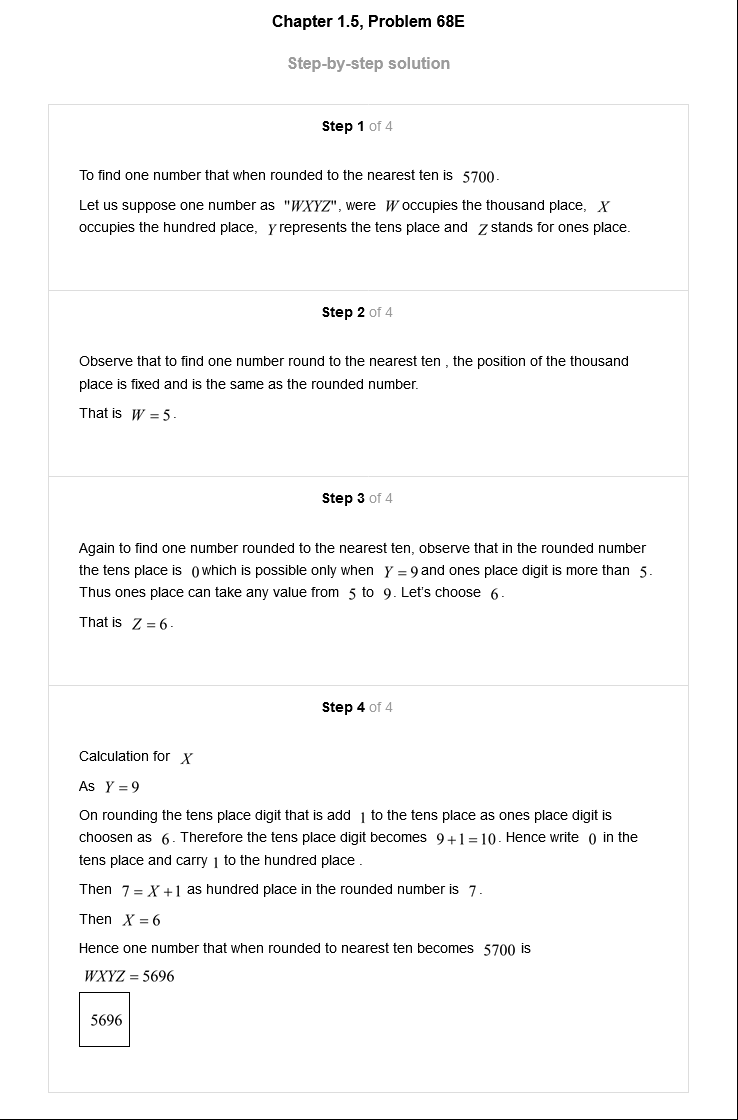 Chapter 1.5, Problem 68E
Step-by-step solution
Step 1 of 4
To find one number that when rounded to the nearest ten is 5700.
Let us suppose one number as "WXYZ", were W occupies the thousand place, X
occupies the hundred place, Y represents the tens place and Z stands for ones place.
Step 2 of 4
Observe that to find one number round to the nearest ten , the position of the thousand
place is fixed and is the same as the rounded number.
That is W = 5.
Step 3 of 4
Again to find one number rounded to the nearest ten, observe that in the rounded number
the tens place is 0 which is possible only when Y = 9 and ones place digit is more than 5.
Thus ones place can take any value from 5 to 9. Let's choose 6.
That is Z = 6.
Step 4 of 4
Calculation for X
As Y = 9
On rounding the tens place digit that is add 1 to the tens place as ones place digit is
choosen as 6. Therefore the tens place digit becomes 9+1=10. Hence write 0 in the
tens place and carry 1 to the hundred place .
Then 7 = X +1 as hundred place in the rounded number is 7.
Then X = 6
Hence one number that when rounded to nearest ten becomes 5700 is
WXYZ = 5696
5696